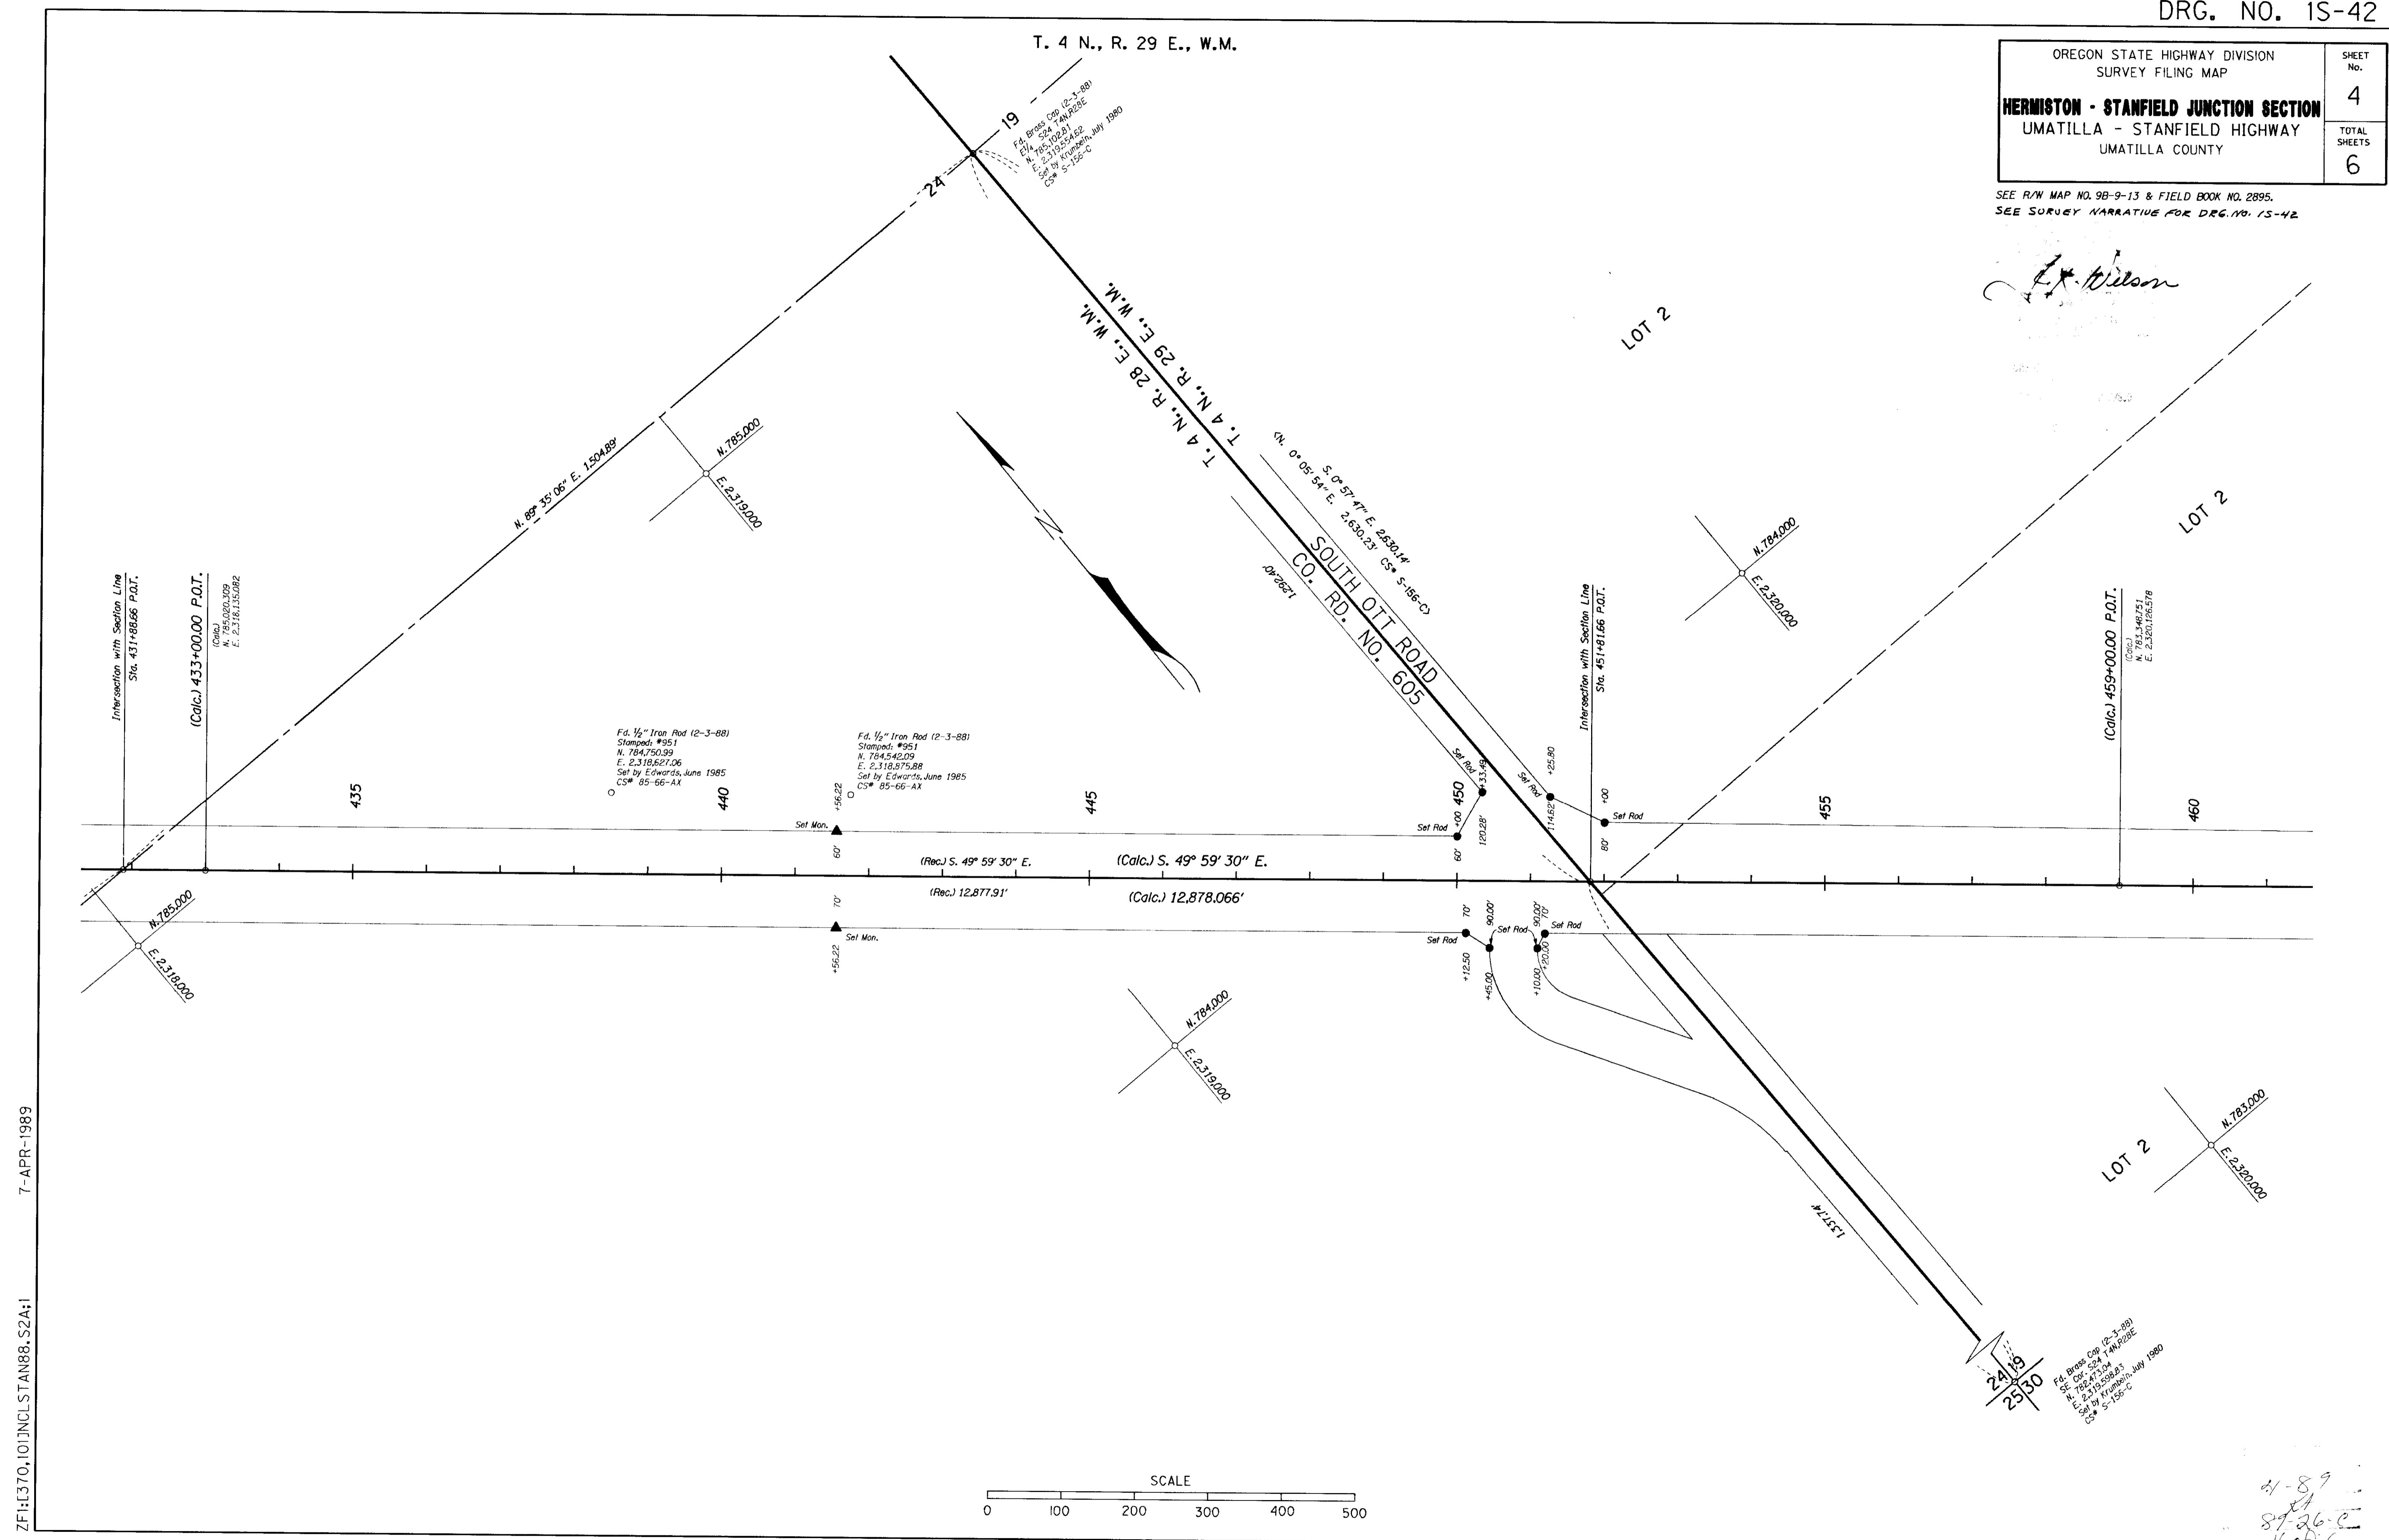 DRG. NO. 1S-42
T. 4 N., R. 29 E., W.M.
OREGON STATE HIGHWAY DIVISION
SURVEY FILING MAP
HERMISTON - STANFIELD JUNCTION SECTION
UMATILLA - STANFIELD HIGHWAY
UMATILLA COUNTY
SHEET
No.
4
TOTAL
SHEETS
6
SEE R/W MAP NO. 9B-9-13 & FIELD BOOK NO. 2895.
SEE SURVEY NARRATIVE FOR DRG. NO. 1S-42
Wilson
19
24
Fd. Brass Cap (2-3-88)
E1/4 S24 T4N,R28E
N. 785,102.81
E. 2,319,554.62
Set by Krumbein, July 1980
CS# S-156-C
T. 4 N., R. 28 E., W.M.
T. 4 N., R. 29 E., W.M.
LOT 2
LOT 2
N. 785,000
E. 2,319,000
N. 89° 35' 06" E. 1,504.89'
S. 0° 57' 47" E. 2,630.14'
(N. 0° 05' 54" E. 2,630.23' CS# S-156-C)
SOUTH OTT ROAD
CO. RD. NO. 605
1,292.40'
N. 784,000
E. 2,320,000
Intersection with Section Line
Sta. 431+88.66 P.O.T.
(Calc.) 433+00.00 P.O.T.
(Calc.)
N. 785,020.309
E. 2,318,135.082
Intersection with Section Line
Sta. 451+81.66 P.O.T.
(Calc.) 459+00.00 P.O.T.
(Calc.)
N. 783,348.751
E. 2,320,126.578
Fd. 1/2" Iron Rod (2-3-88)
Stamped: #951
N. 784,750.99
E. 2,318,627.06
Set by Edwards, June 1985
CS# 85-66-AX
Fd. 1/2" Iron Rod (2-3-88)
Stamped: #951
N. 784,542.09
E. 2,318,875.88
Set by Edwards, June 1985
CS# 85-66-AX
435
440
445
450
455
460
+56.22
Set Mon.
60'
Set Rod
+33.49
Set Rod
+25.80
+00
Set Rod
Set Rod
+00
60'
120.28'
114.62'
80'
(Rec.) S. 49° 59' 30" E.
(Calc.) S. 49° 59' 30" E.
(Rec.) 12,877.91'
(Calc.) 12,878.066'
70'
Set Mon.
+56.22
70'
90.00'
Set Rod
90.00'
70'
Set Rod
Set Rod
+12.50
+45.00
+10.00
+20.00
N. 785,000
E. 2,318,000
N. 784,000
E. 2,319,000
N. 783,000
E. 2,320,000
LOT 2
1,337.74'
24 19
25 30
Fd. Brass Cap (2-3-88)
SE Cor. S24 T4N,R28E
N. 782,473.04
E. 2,319,598.83
Set by Krumbein, July 1980
CS# S-156-C
SCALE
0 100 200 300 400 500
7-APR-1989
ZF1:[370,101]NCLSTAN88.S2A;1
89-26-C